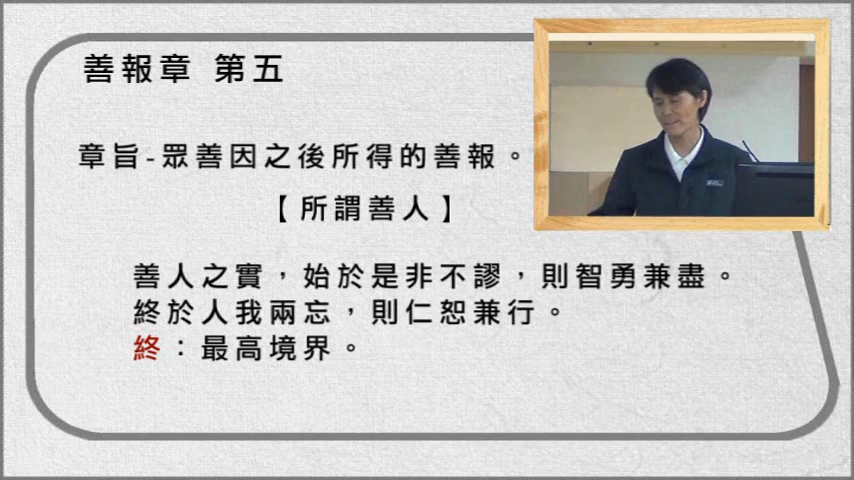 善報章 第五
章旨-眾善因之後所得的善報。
【所謂善人】
善人之實，始於是非不謬，則智勇兼盡。
終於人我兩忘，則仁恕兼行。
終：最高境界。